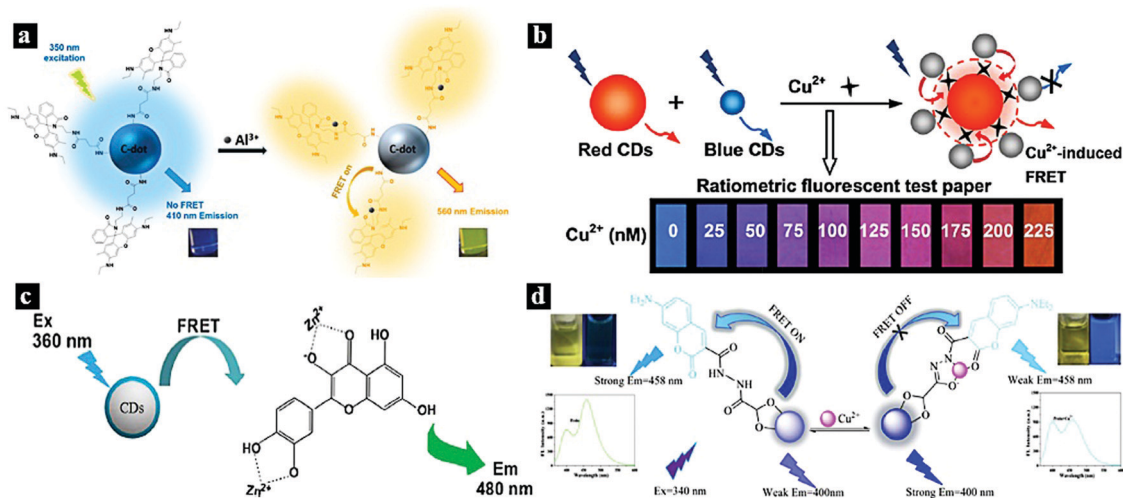 a
350 nm
excitation
C-dot
Al³⁺
FRET on
C-dot
No FRET
410 nm Emission
560 nm Emission
b
Red CDs
+
Blue CDs
Cu²⁺
Cu²⁺-induced
FRET
Ratiometric fluorescent test paper
Cu²⁺ (nM)
0 25 50 75 100 125 150 175 200 225
c
Ex
360 nm
FRET
CDs
Zn²⁺
O
OH
O
O
OH
HO
O
Zn²⁺
Em
480 nm
d
Et₂N
NEt₂
FRET ON
FRET OFF
Strong Em=458 nm
Weak Em=458 nm
Cu²⁺
Ex=340 nm
Weak Em=400nm
Strong Em=400 nm